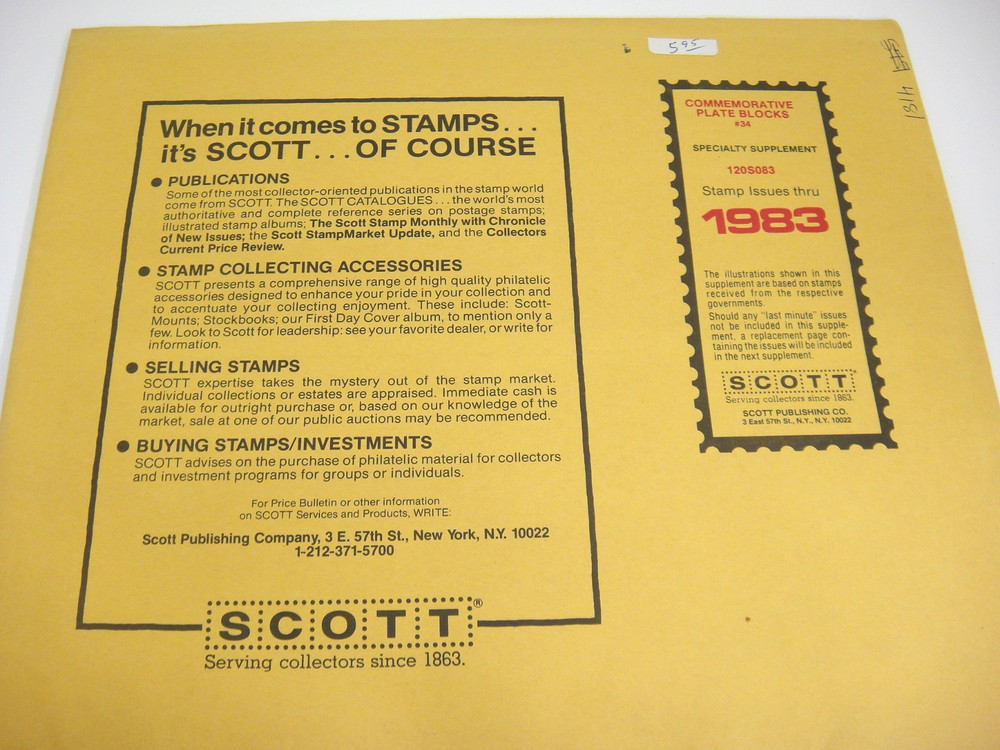 5 95
When it comes to STAMPS...
it's SCOTT...OF COURSE
● PUBLICATIONS
Some of the most collector-oriented publications in the stamp world
come from SCOTT. The SCOTT CATALOGUES...the world's most
authoritative and complete reference series on postage stamps;
illustrated stamp albums; The Scott Stamp Monthly with Chronicle
of New Issues; the Scott StampMarket Update, and the Collectors
Current Price Review.
● STAMP COLLECTING ACCESSORIES
SCOTT presents a comprehensive range of high quality philatelic
accessories designed to enhance your pride in your collection and
to accentuate your collecting enjoyment. These include: Scott-
Mounts; Stockbooks; our First Day Cover album, to mention only a
few. Look to Scott for leadership: see your favorite dealer, or write for
information.
● SELLING STAMPS
SCOTT expertise takes the mystery out of the stamp market.
Individual collections or estates are appraised. Immediate cash is
available for outright purchase or, based on our knowledge of the
market, sale at one of our public auctions may be recommended.
● BUYING STAMPS/INVESTMENTS
SCOTT advises on the purchase of philatelic material for collectors
and investment programs for groups or individuals.
For Price Bulletin or other information
on SCOTT Services and Products, WRITE:
Scott Publishing Company, 3 E. 57th St., New York, N.Y. 10022
1-212-371-5700
SCOTT®
Serving collectors since 1863.
COMMEMORATIVE
PLATE BLOCKS
#34
SPECIALTY SUPPLEMENT
120S083
Stamp Issues thru
1983
The illustrations shown in this
supplement are based on stamps
received from the respective
governments.
Should any "last minute" issues
not be included in this supple-
ment, a replacement page con-
taining the issues will be included
in the next supplement.
SCOTT®
Serving collectors since 1863.
SCOTT PUBLISHING CO.
3 East 57th St., N.Y., N.Y. 10022